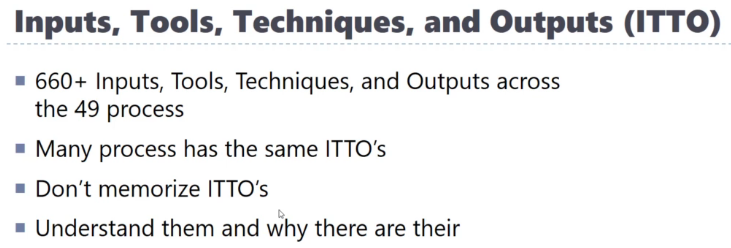 Inputs, Tools, Techniques, and Outputs (ITTO)
660+ Inputs, Tools, Techniques, and Outputs across
the 49 process
Many process has the same ITTO's
Don't memorize ITTO's
Understand them and why there are their